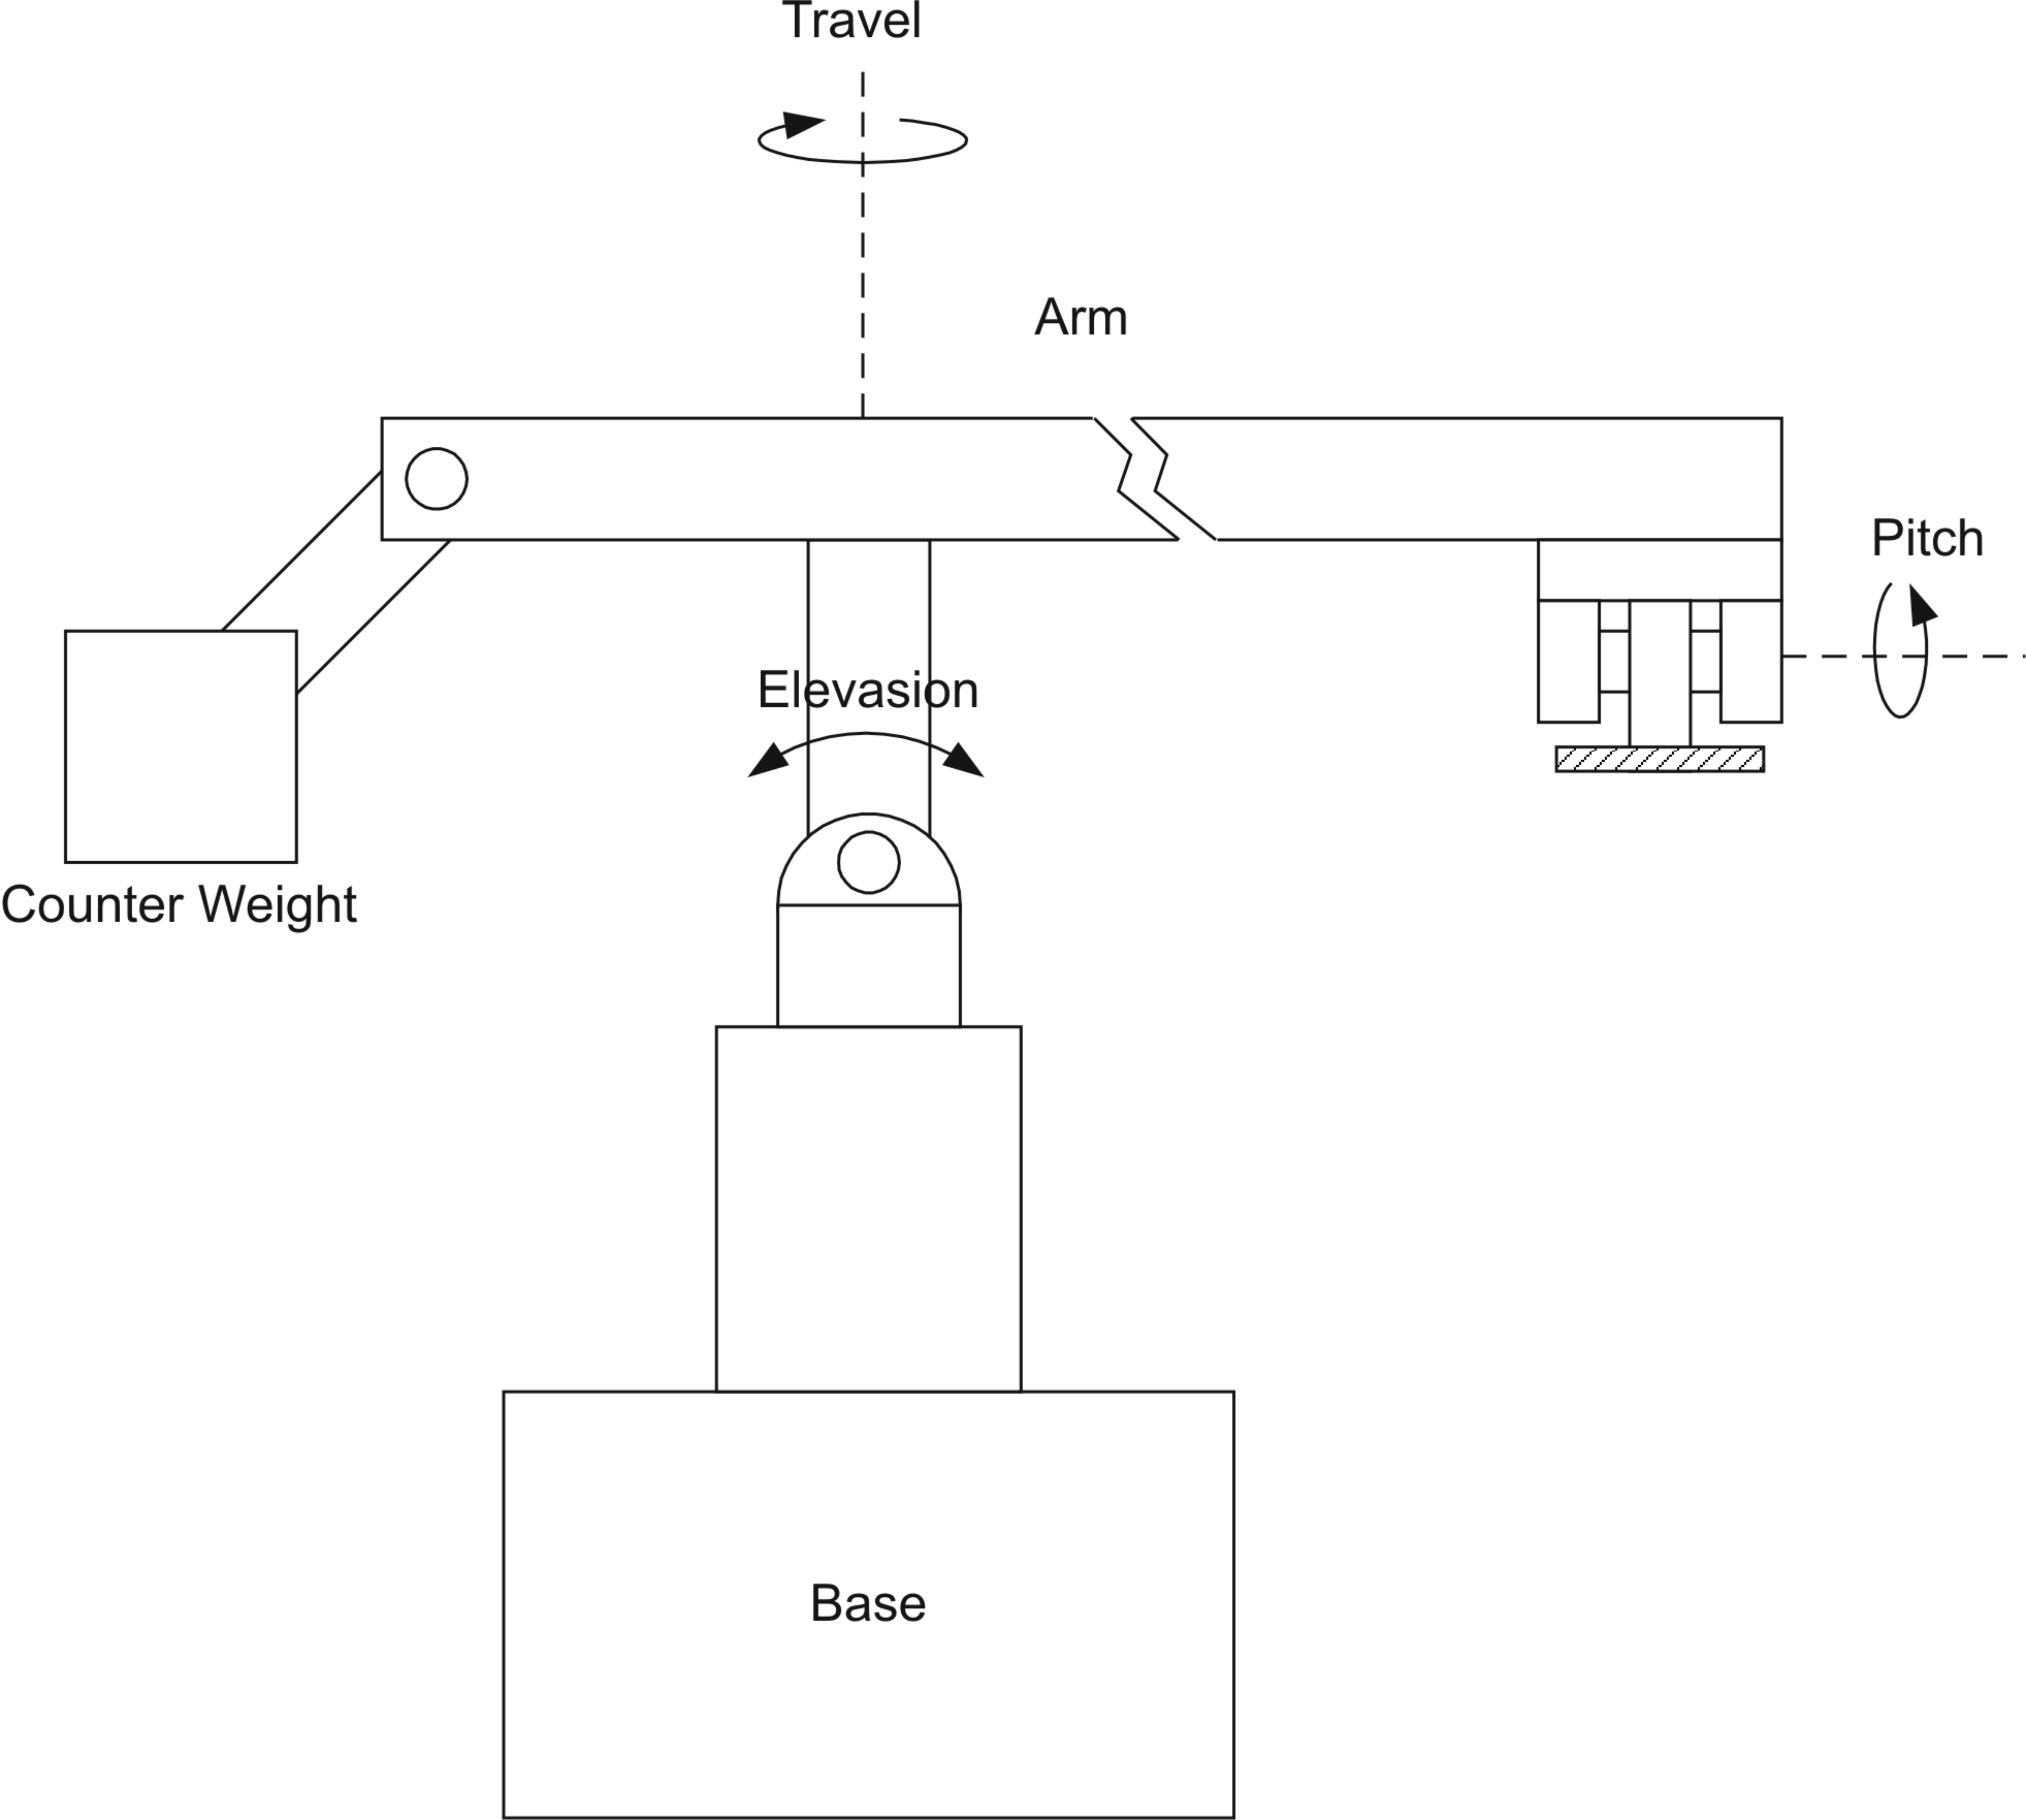 Travel
Arm
Pitch
Elevasion
Counter Weight
Base